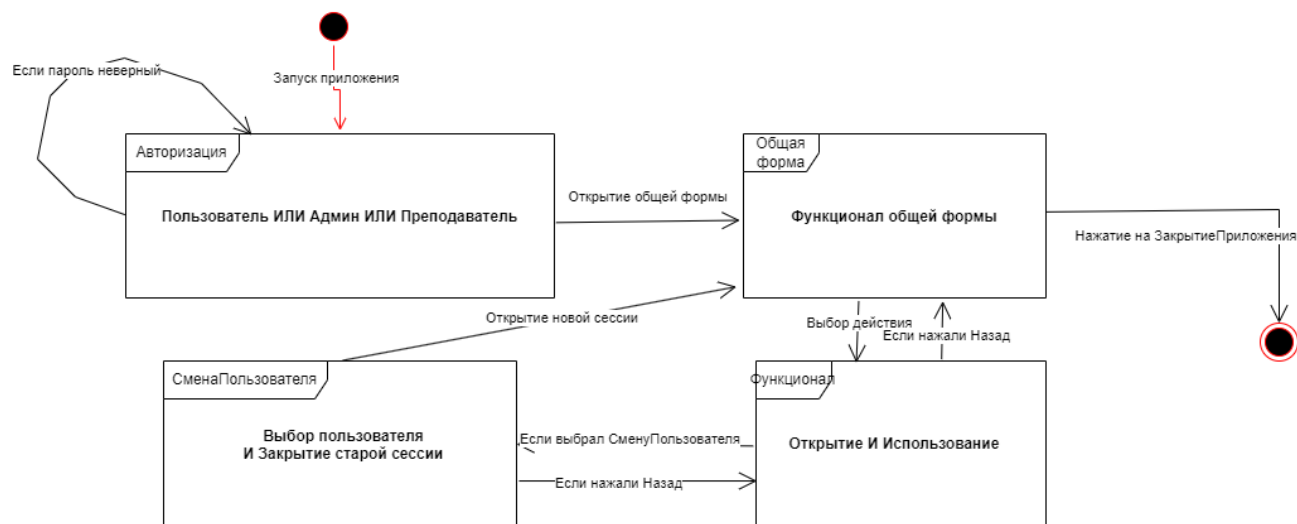 Если пароль неверный
Запуск приложения
Авторизация
Пользователь ИЛИ Админ ИЛИ Преподаватель
Открытие общей формы
Общая
форма
Функционал общей формы
Нажатие на ЗакрытиеПриложения
Открытие новой сессии
Выбор действия
Если нажали Назад
СменаПользователя
Выбор пользователя
И Закрытие старой сессии
Функционал
Открытие И Использование
Если выбрал СменуПользователя
Если нажали Назад